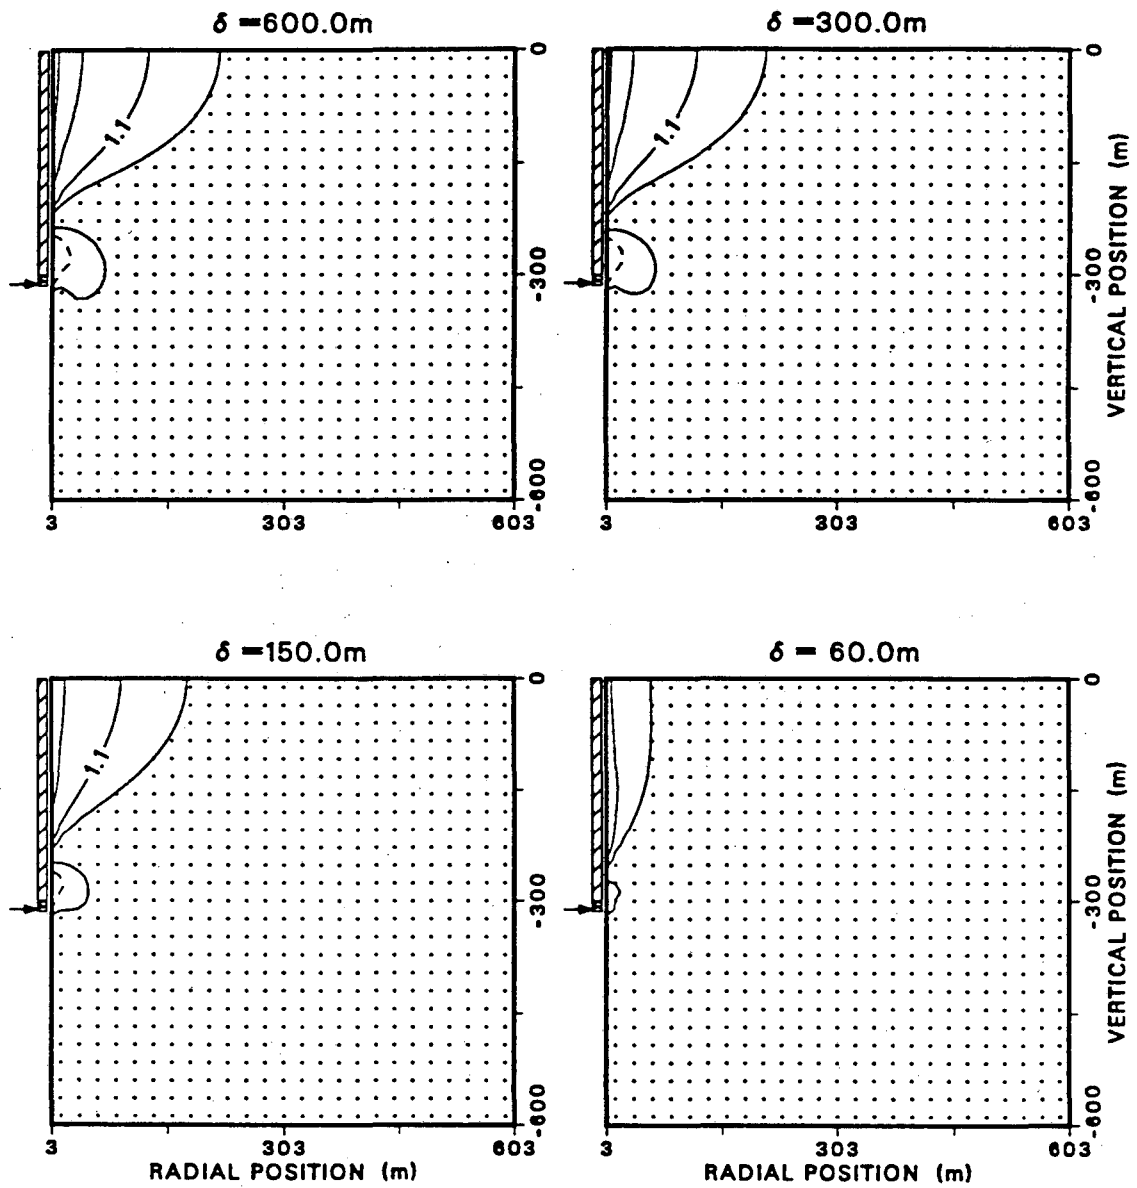 δ =600.0m
δ =300.0m
1.1
1.1
0
-300
-600
0
-300
-600
VERTICAL POSITION (m)
3 303 603
3 303 603
δ =150.0m
δ = 60.0m
1.1
0
-300
-600
0
-300
-600
VERTICAL POSITION (m)
3 303 603
3 303 603
RADIAL POSITION (m)
RADIAL POSITION (m)